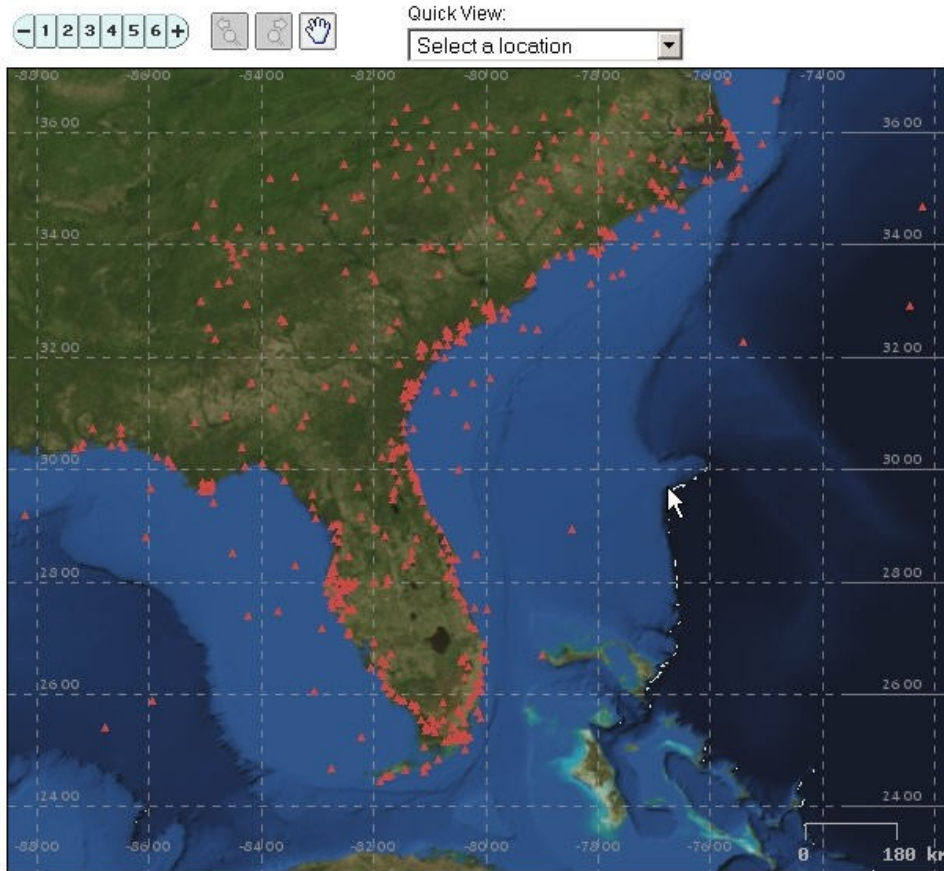 Quick View:
- 1 2 3 4 5 6 + Select a location
-88 00 -86 00 -84 00 -82 00 -80 00 -78 00 -76 00 -74 00
36 00 36 00
34 00 34 00
32 00 32 00
30 00 30 00
28 00 28 00
26 00 26 00
24 00 24 00
0 180 km
-88 00 -86 00 -84 00 -82 00 -80 00 -78 00 -76 00